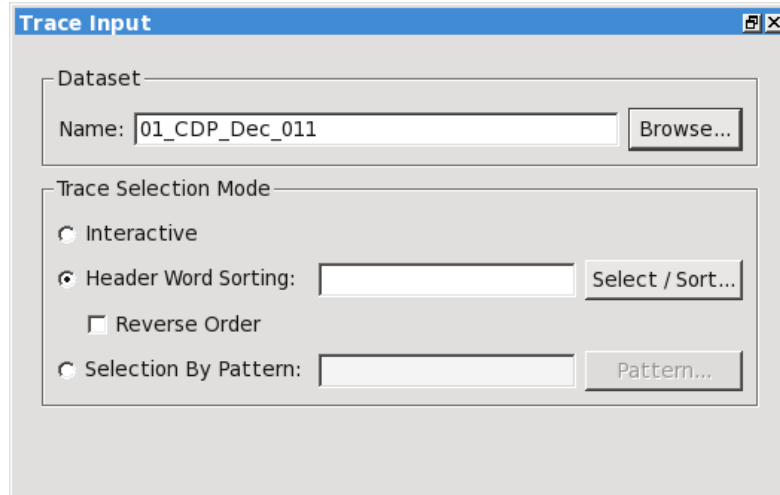 Trace Input
Dataset
Name: 01_CDP_Dec_011 Browse...
Trace Selection Mode
Interactive
Header Word Sorting: Select / Sort...
Reverse Order
Selection By Pattern: Pattern...